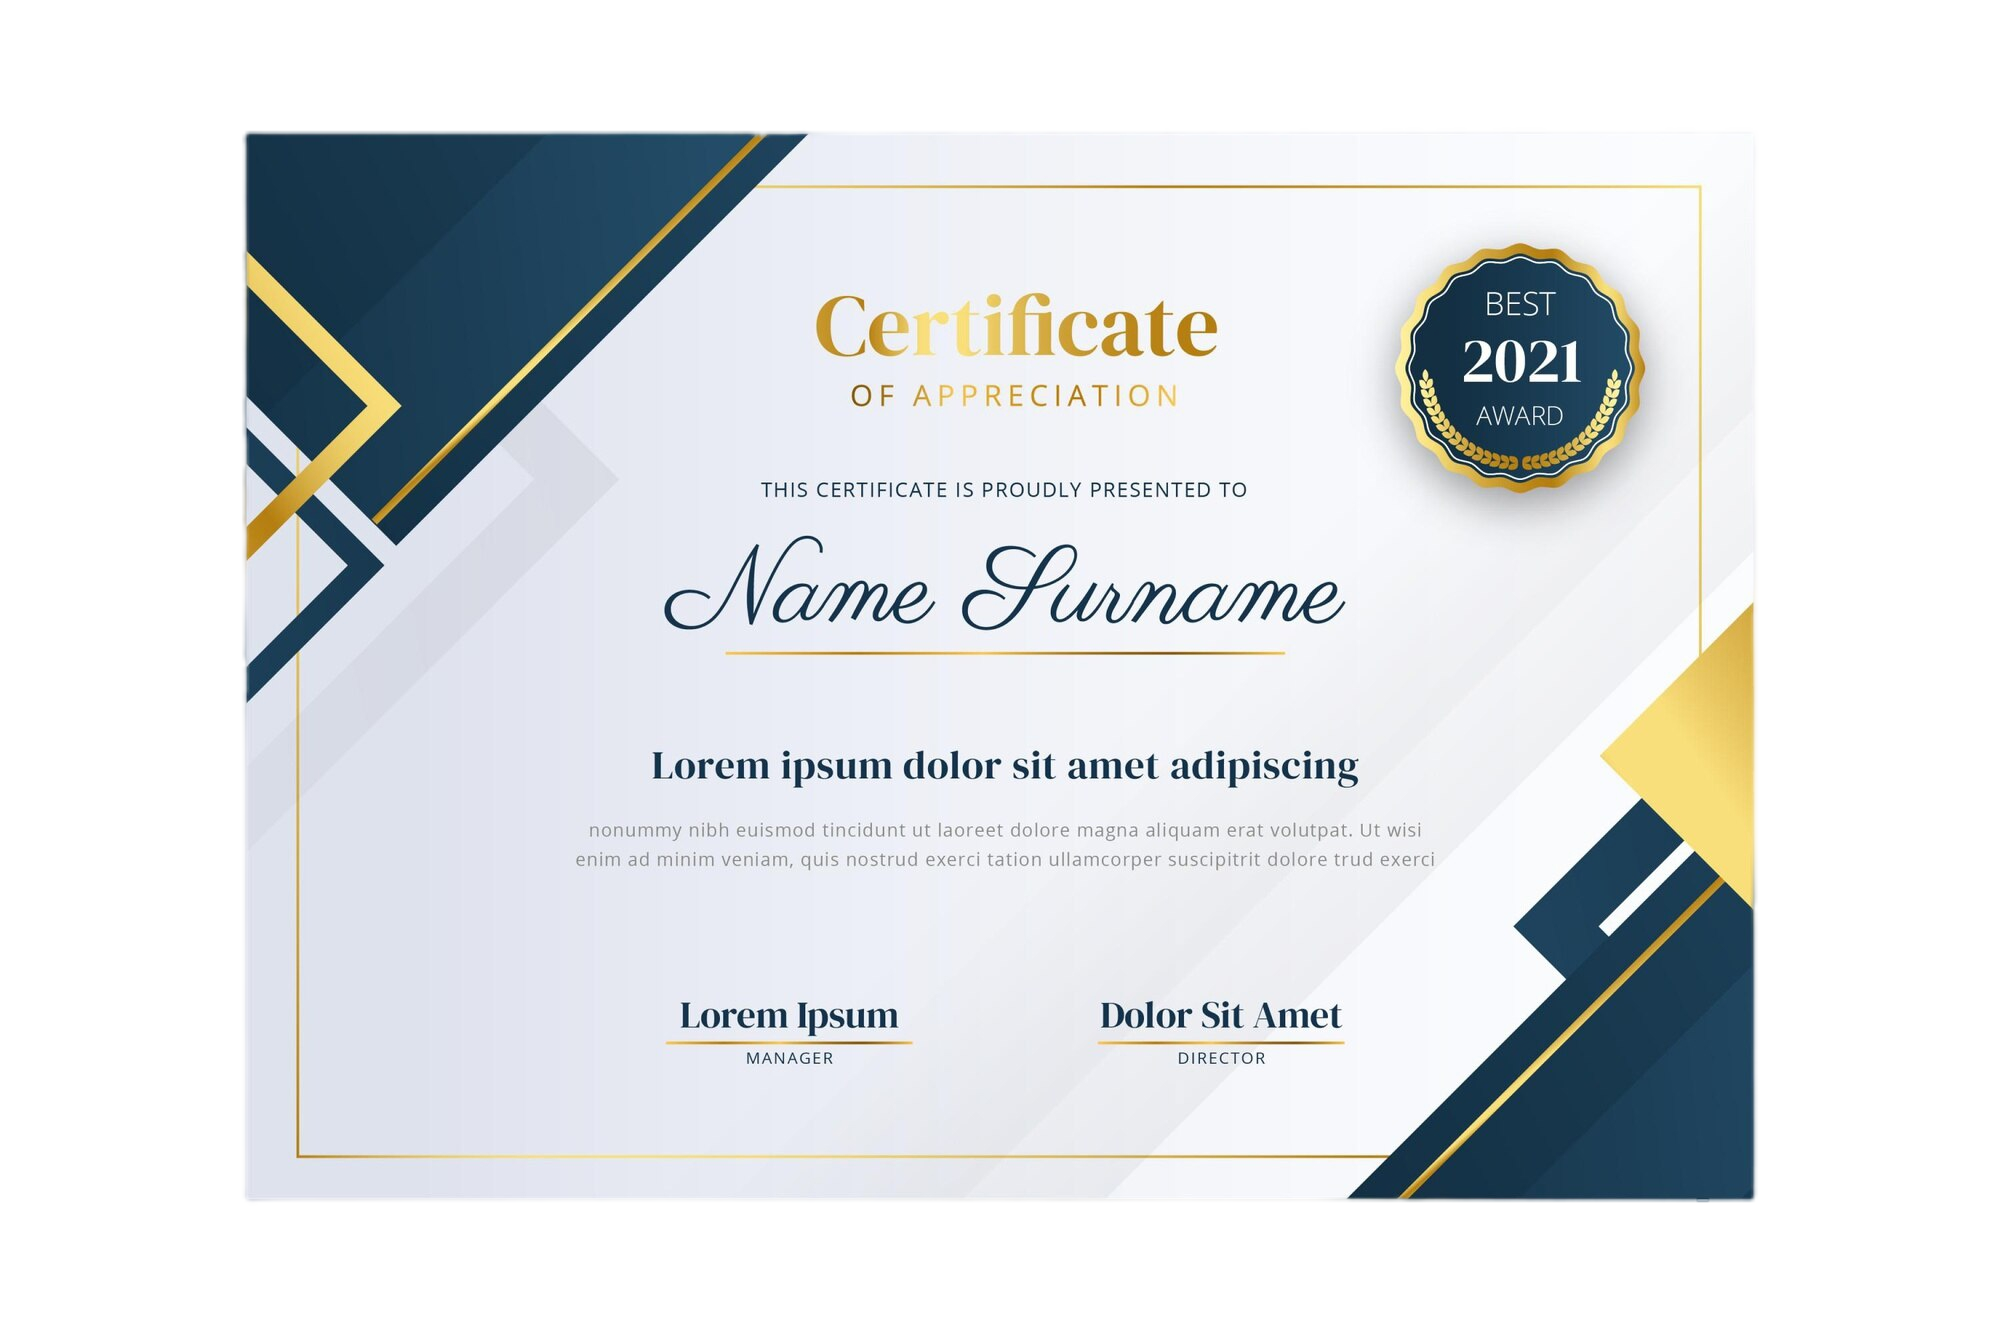 Certificate
OF APPRECIATION
BEST
2021
AWARD
THIS CERTIFICATE IS PROUDLY PRESENTED TO
Name Surname
Lorem ipsum dolor sit amet adipiscing
nonummy nibh euismod tincidunt ut laoreet dolore magna aliquam erat volutpat. Ut wisi
enim ad minim veniam, quis nostrud exerci tation ullamcorper suscipitrit dolore trud exerci
Lorem Ipsum
MANAGER
Dolor Sit Amet
DIRECTOR